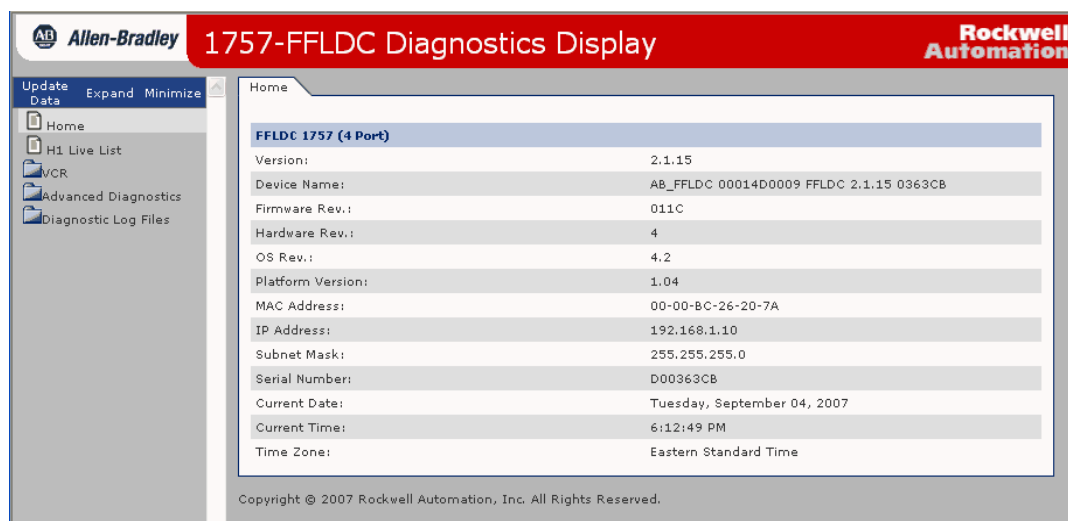 AB Allen-Bradley
1757-FFLDC Diagnostics Display
Rockwell
Automation
Update
Data
Expand Minimize
Home
H1 Live List
VCR
Advanced Diagnostics
Diagnostic Log Files
Home
FFLDC 1757 (4 Port)
Version: 2.1.15
Device Name: AB_FFLDC 00014D0009 FFLDC 2.1.15 0363CB
Firmware Rev.: 011C
Hardware Rev.: 4
OS Rev.: 4.2
Platform Version: 1.04
MAC Address: 00-00-BC-26-20-7A
IP Address: 192.168.1.10
Subnet Mask: 255.255.255.0
Serial Number: D00363CB
Current Date: Tuesday, September 04, 2007
Current Time: 6:12:49 PM
Time Zone: Eastern Standard Time
Copyright © 2007 Rockwell Automation, Inc. All Rights Reserved.